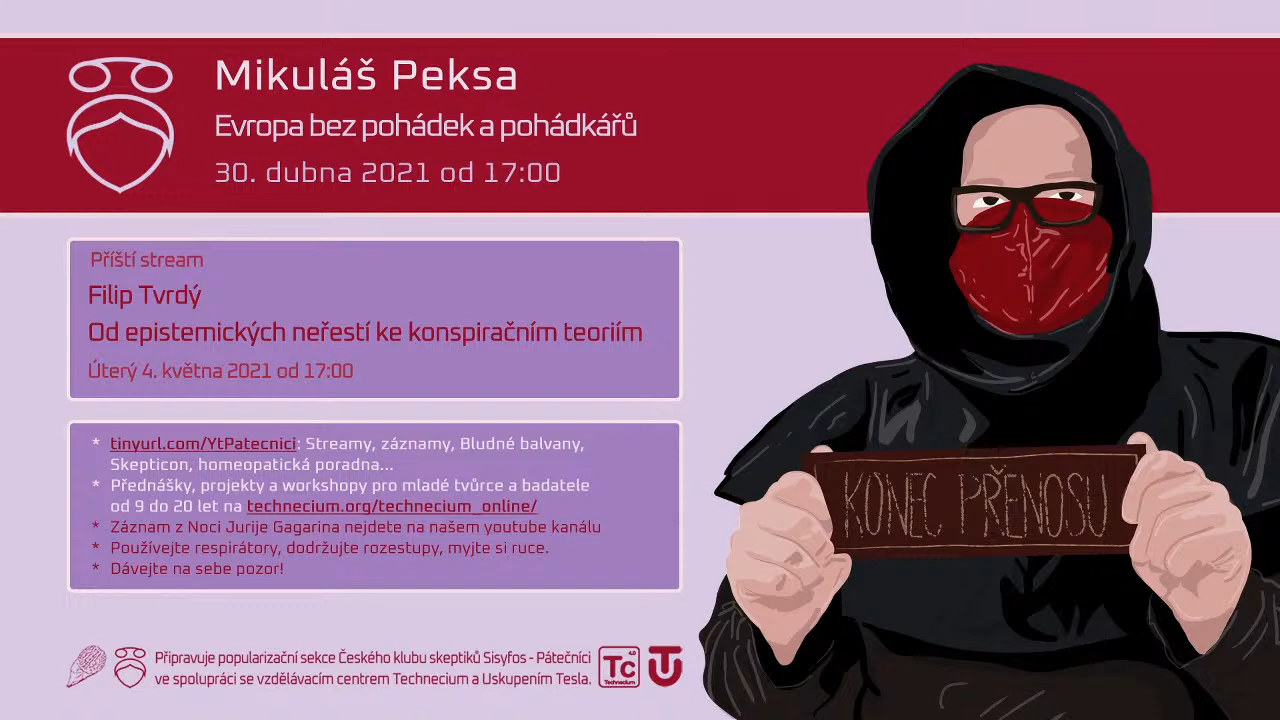 Mikuláš Peksa
Evropa bez pohádek a pohádkářů
30. dubna 2021 od 17:00
Příští stream
Filip Tvrdý
Od epistemických neřestí ke konspiračním teoriím
Úterý 4. května 2021 od 17:00
* tinyurl.com/YtPatecnici: Streamy, záznamy, Bludné balvany,
Skepticon, homeopatická poradna...
* Přednášky, projekty a workshopy pro mladé tvůrce a badatele
od 9 do 20 let na technecium.org/technecium_online/
* Záznam z Noci Jurije Gagarina nejdete na našem youtube kanálu
* Používejte respirátory, dodržujte rozestupy, myjte si ruce.
* Dávejte na sebe pozor!
KONEC PŘENOSU
Připravuje popularizační sekce Českého klubu skeptiků Sisyfos - Pátečníci
ve spolupráci se vzdělávacím centrem Technecium a Uskupením Tesla.
4.0
Tc
Technecium